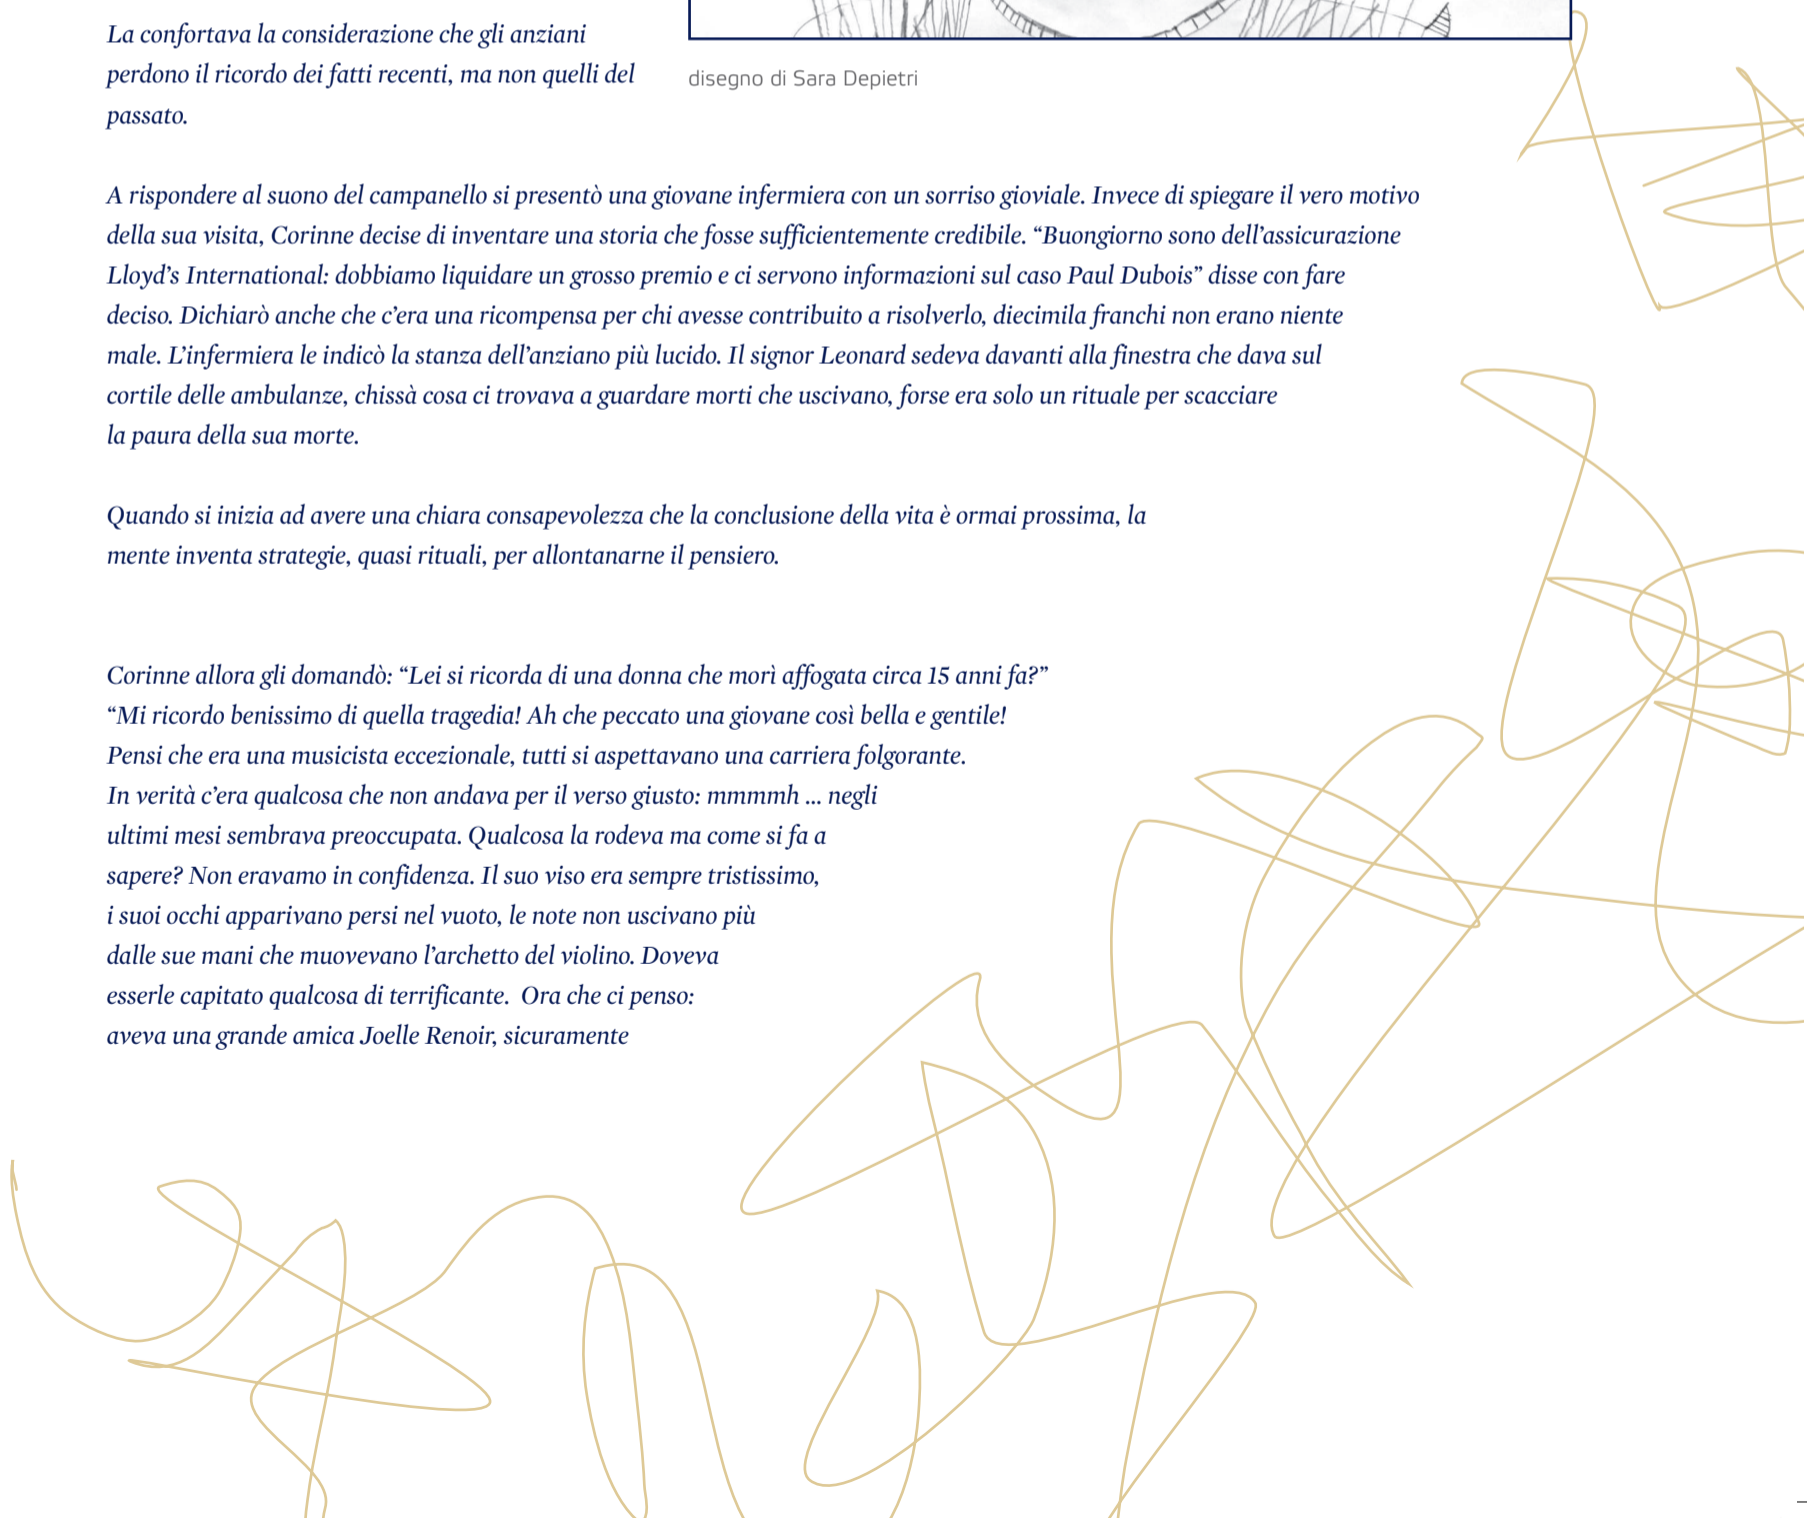 La confortava la considerazione che gli anziani
perdono il ricordo dei fatti recenti, ma non quelli del
passato.
disegno di Sara Depietri
A rispondere al suono del campanello si presentò una giovane infermiera con un sorriso gioviale. Invece di spiegare il vero motivo
della sua visita, Corinne decise di inventare una storia che fosse sufficientemente credibile. “Buongiorno sono dell’assicurazione
Lloyd’s International: dobbiamo liquidare un grosso premio e ci servono informazioni sul caso Paul Dubois” disse con fare
deciso. Dichiarò anche che c’era una ricompensa per chi avesse contribuito a risolverlo, diecimila franchi non erano niente
male. L’infermiera le indicò la stanza dell’anziano più lucido. Il signor Leonard sedeva davanti alla finestra che dava sul
cortile delle ambulanze, chissà cosa ci trovava a guardare morti che uscivano, forse era solo un rituale per scacciare
la paura della sua morte.
Quando si inizia ad avere una chiara consapevolezza che la conclusione della vita è ormai prossima, la
mente inventa strategie, quasi rituali, per allontanarne il pensiero.
Corinne allora gli domandò: “Lei si ricorda di una donna che morì affogata circa 15 anni fa?”
“Mi ricordo benissimo di quella tragedia! Ah che peccato una giovane così bella e gentile!
Pensi che era una musicista eccezionale, tutti si aspettavano una carriera folgorante.
In verità c’era qualcosa che non andava per il verso giusto: mmmmh ... negli
ultimi mesi sembrava preoccupata. Qualcosa la rodeva ma come si fa a
sapere? Non eravamo in confidenza. Il suo viso era sempre tristissimo,
i suoi occhi apparivano persi nel vuoto, le note non uscivano più
dalle sue mani che muovevano l’archetto del violino. Doveva
esserle capitato qualcosa di terrificante.  Ora che ci penso:
aveva una grande amica Joelle Renoir, sicuramente